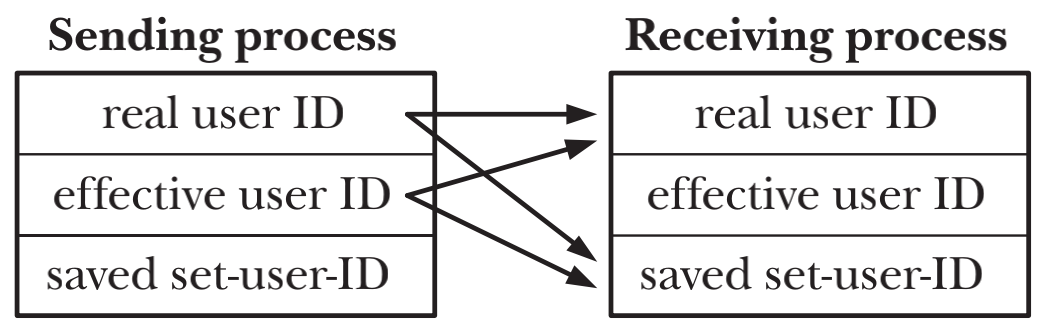 Sending process
real user ID
effective user ID
saved set-user-ID
Receiving process
real user ID
effective user ID
saved set-user-ID